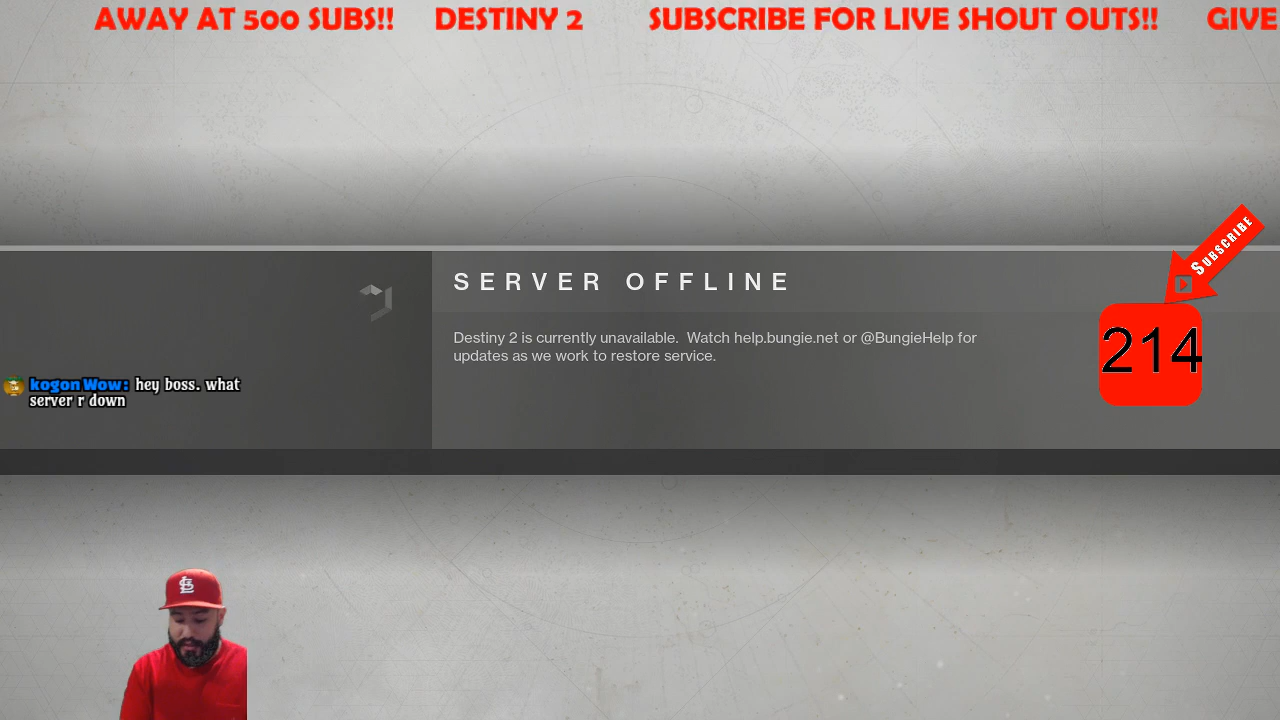 AWAY AT 500 SUBS!! DESTINY 2 SUBSCRIBE FOR LIVE SHOUT OUTS!! GIVE
SUBSCRIBE
SERVER OFFLINE
214
Destiny 2 is currently unavailable. Watch help.bungie.net or @BungieHelp for
updates as we work to restore service.
kogon Wow: hey boss. what
server r down
STL